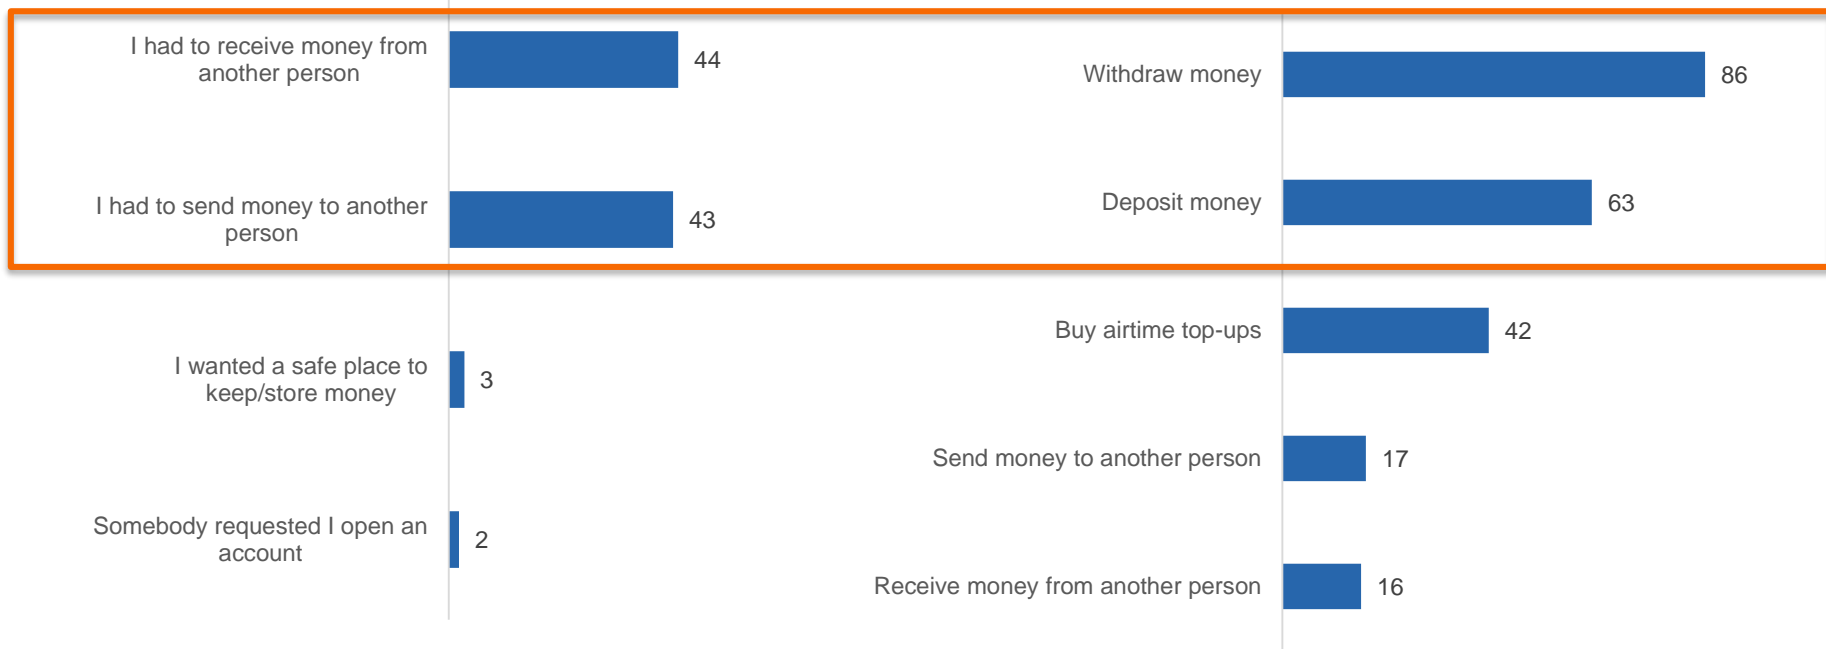 I had to receive money from
another person
44
I had to send money to another
person
43
I wanted a safe place to
keep/store money
3
Somebody requested I open an
account
2
Withdraw money
86
Deposit money
63
Buy airtime top-ups
42
Send money to another person
17
Receive money from another person
16